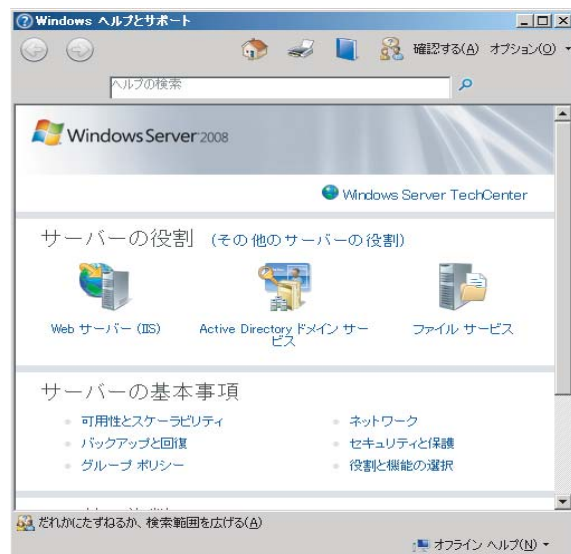 Windows ヘルプとサポート
確認する(A) オプション(O)
ヘルプの検索
Windows Server 2008
Windows Server TechCenter
サーバーの役割 (その他のサーバーの役割)
Web サーバー (IIS)
Active Directory ドメイン サー
ビス
ファイル サービス
サーバーの基本事項
可用性とスケーラビリティ
ネットワーク
バックアップと回復
セキュリティと保護
グループ ポリシー
役割と機能の選択
だれかにたずねるか、検索範囲を広げる(A)
オフライン ヘルプ(N)